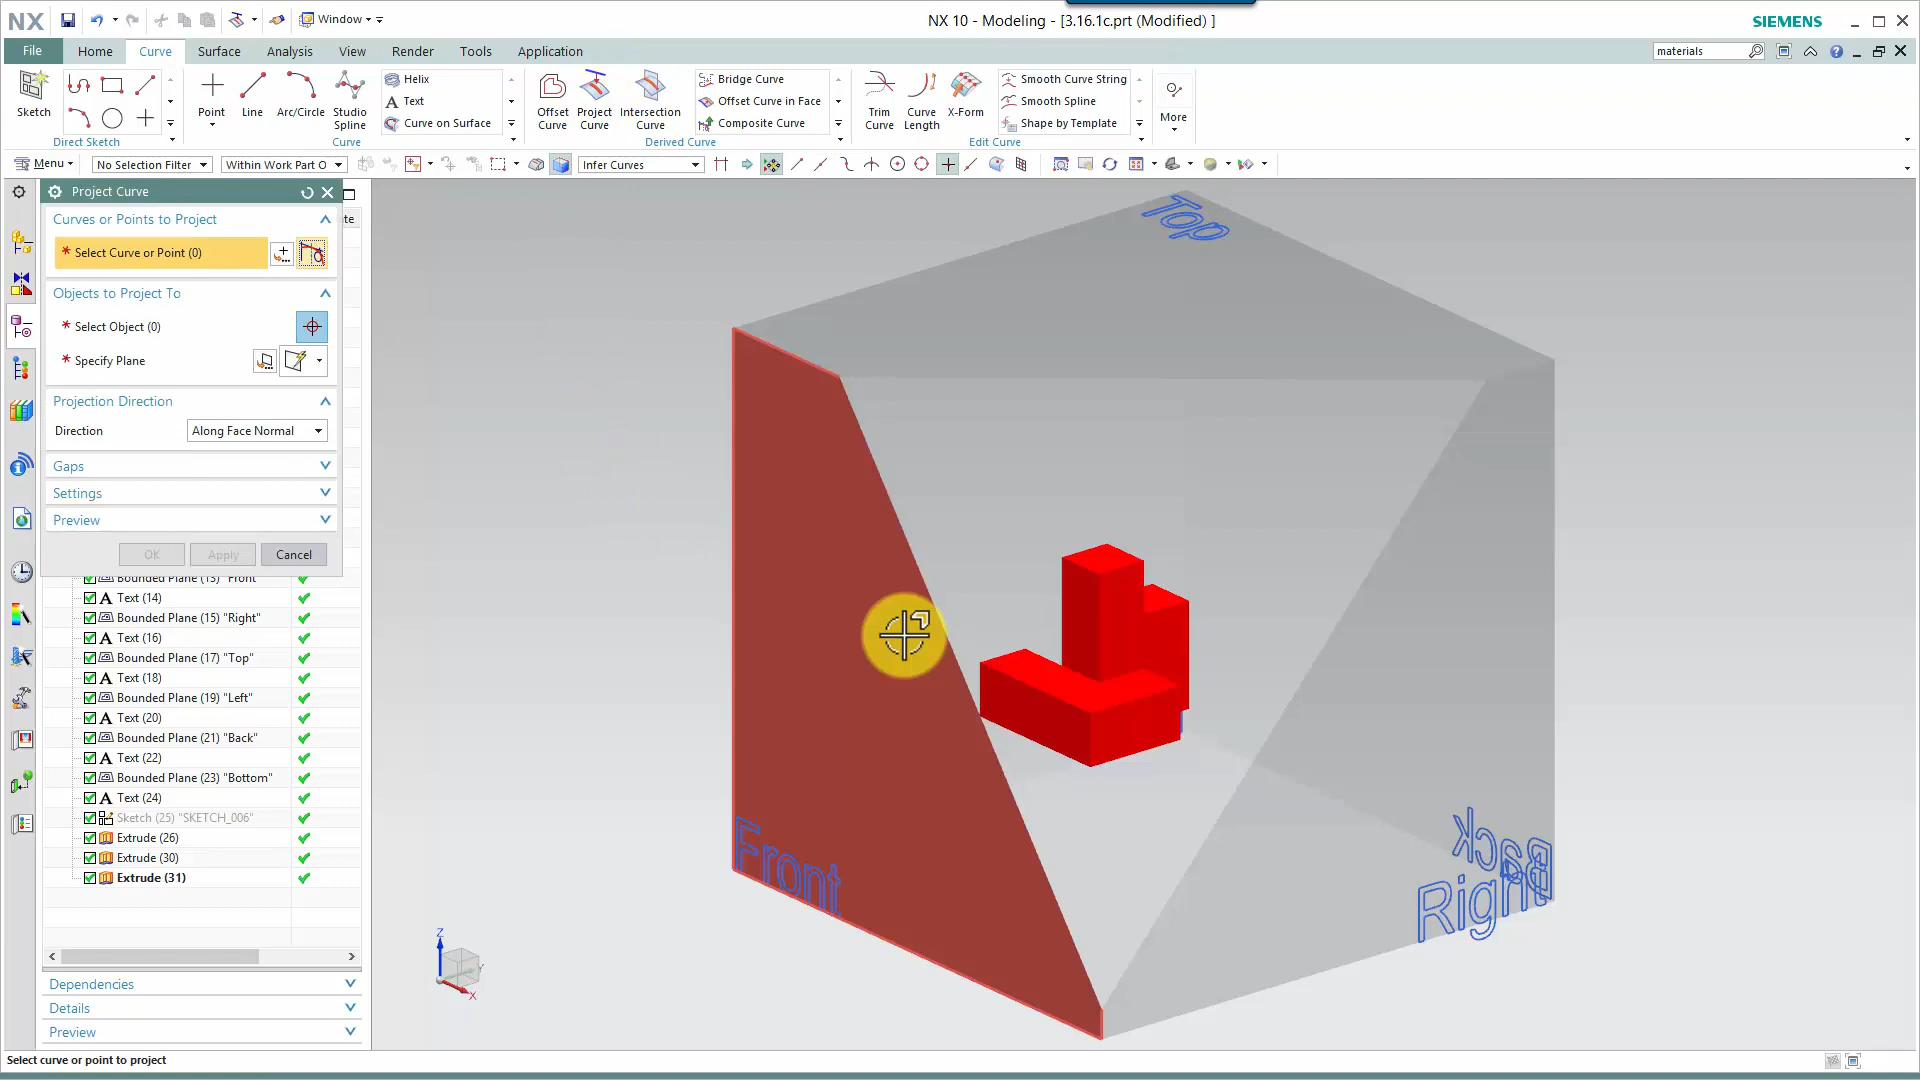 NX
Window
NX 10 - Modeling - [3.16.1c.prt (Modified) ]
SIEMENS
File
Home
Curve
Surface
Analysis
View
Render
Tools
Application
materials
Sketch
Direct Sketch
Point
Line
Arc/Circle
Studio
Spline
Helix
Text
Curve on Surface
Curve
Offset
Curve
Project
Curve
Intersection
Curve
Bridge Curve
Offset Curve in Face
Composite Curve
Derived Curve
Trim
Curve
Curve
Length
X-Form
Smooth Curve String
Smooth Spline
Shape by Template
Edit Curve
More
Menu
No Selection Filter
Within Work Part O
Infer Curves
Project Curve
te
Curves or Points to Project
* Select Curve or Point (0)
Objects to Project To
* Select Object (0)
* Specify Plane
Projection Direction
Direction
Along Face Normal
Gaps
Settings
Preview
OK
Apply
Cancel
Bounded Plane (13) "Front"
Text (14)
Bounded Plane (15) "Right"
Text (16)
Bounded Plane (17) "Top"
Text (18)
Bounded Plane (19) "Left"
Text (20)
Bounded Plane (21) "Back"
Text (22)
Bounded Plane (23) "Bottom"
Text (24)
Sketch (25) "SKETCH_006"
Extrude (26)
Extrude (30)
Extrude (31)
Dependencies
Details
Preview
Top
Front
Back
Right
Z
Y
X
Select curve or point to project